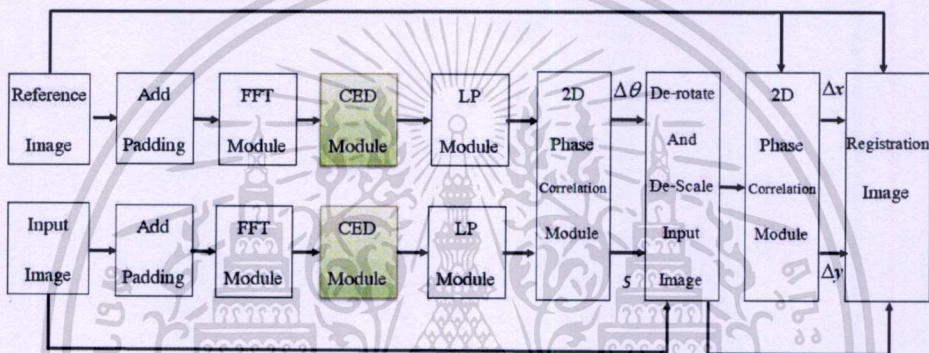 Reference
Image
Add
Padding
FFT
Module
CED
Module
LP
Module
2D
Phase
Correlation
Module
Δθ
s
De-rotate
And
De-Scale
Input
Image
2D
Phase
Correlation
Module
Δx
Δy
Registration
Image
Input
Image
Add
Padding
FFT
Module
CED
Module
LP
Module